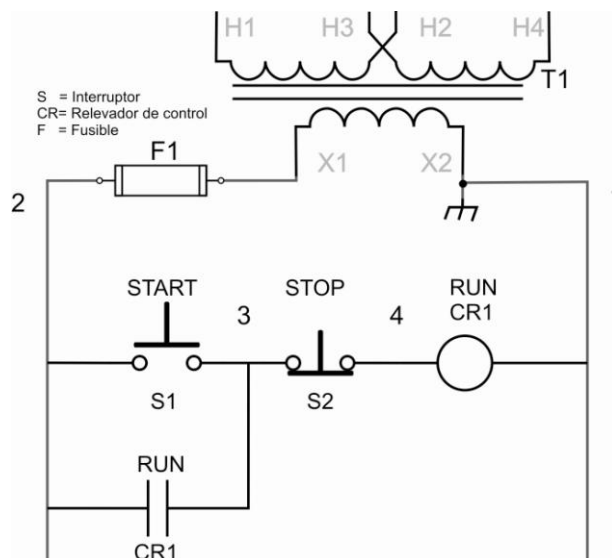 H1 H3 H2 H4
T1
S = Interruptor
CR= Relevador de control
F = Fusible
F1
X1 X2
2
START STOP RUN
3 4 CR1
S1 S2
RUN
CR1